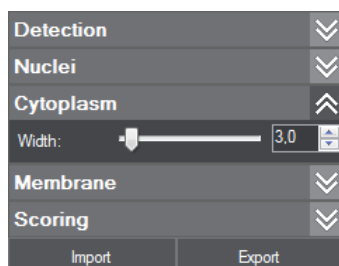 Detection
Nuclei
Cytoplasm
Width: 3,0
Membrane
Scoring
Import Export